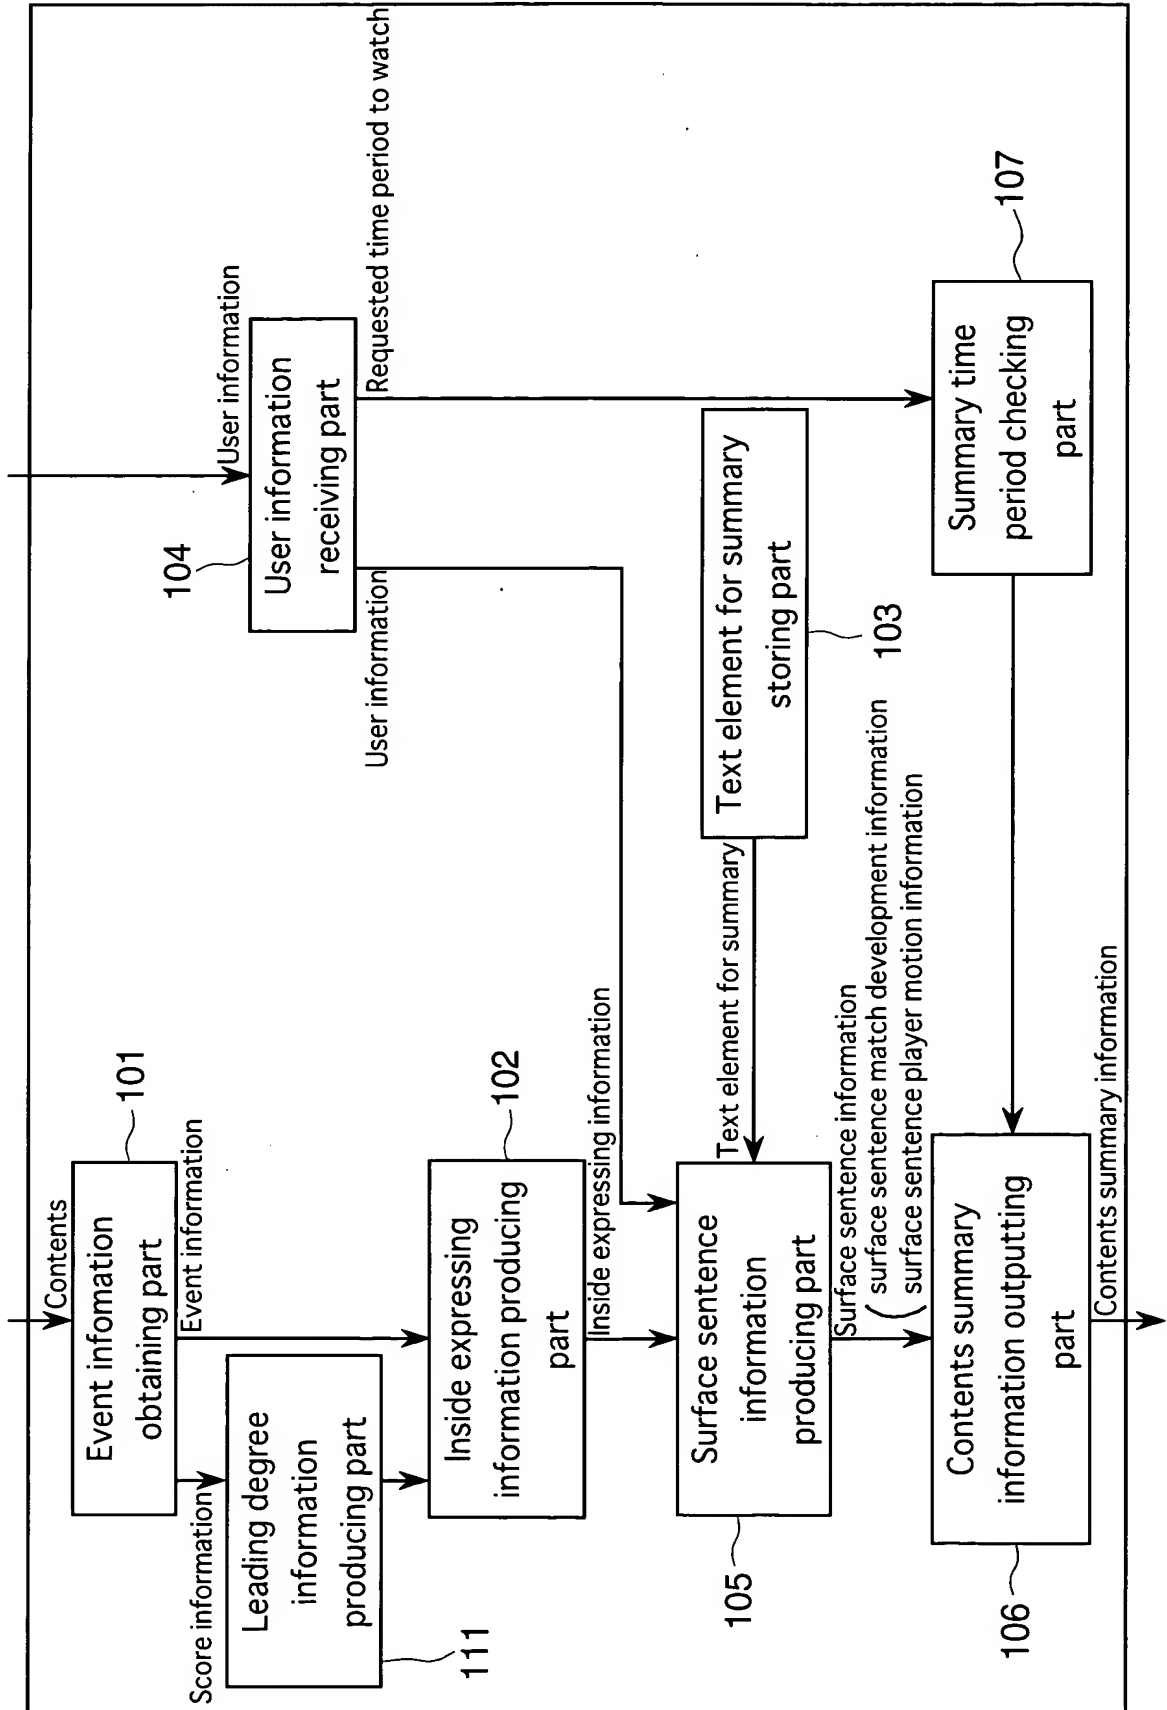 Contents
Event infomation
obtaining part
101
Event information
Score information
Leading degree
information
producing part
111
Inside expressing
information producing
part
102
Inside expressing information
User information
User information
receiving part
104
User information
Requested time period to watch
Text element for summary
storing part
103
Text element for summary
Surface sentence
information
producing part
105
Surface sentence information
surface sentence match development information
surface sentence player motion information
Contents summary
information outputting
part
106
Summary time
period checking
part
107
Contents summary information